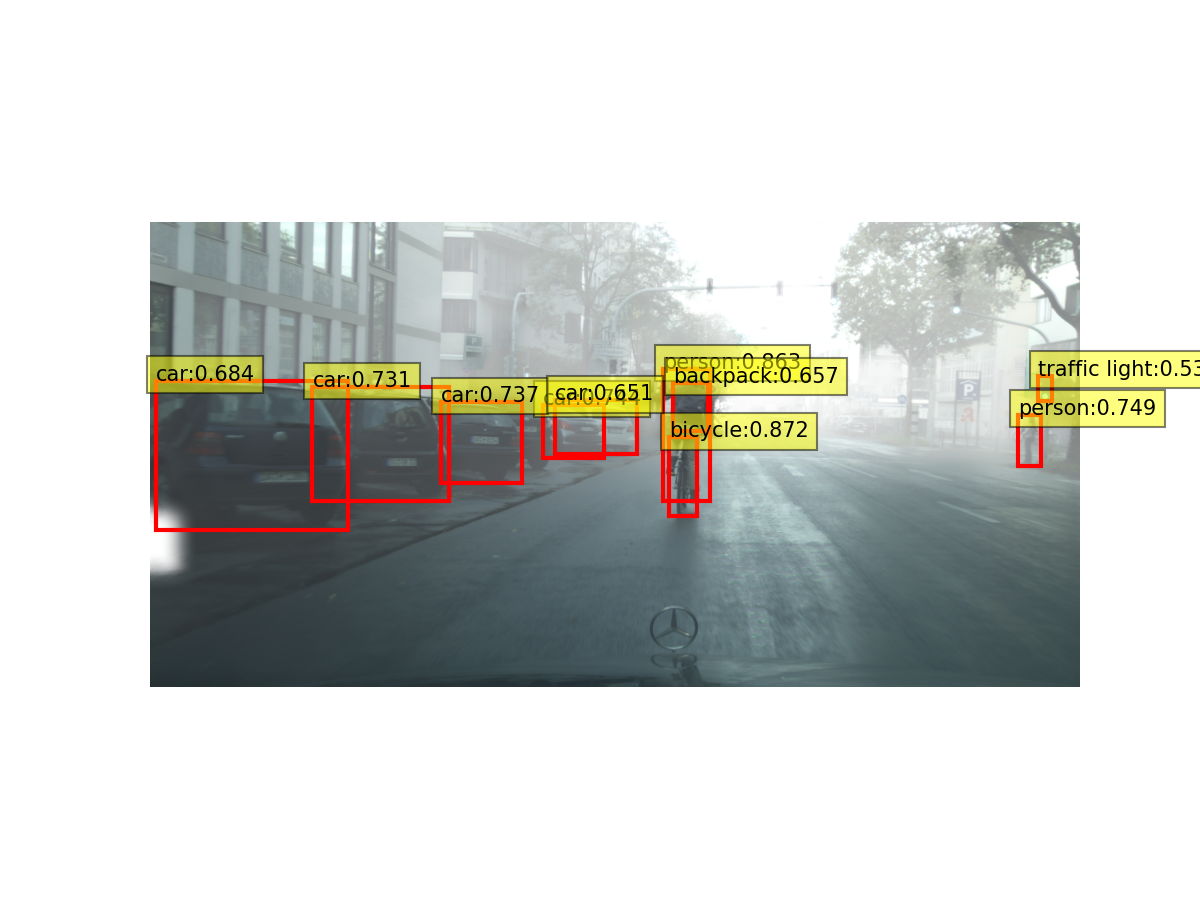 person:0.863
car:0.684
car:0.731
car:0.737
car:0.651
backpack:0.657
traffic light:0.53
person:0.749
bicycle:0.872
P